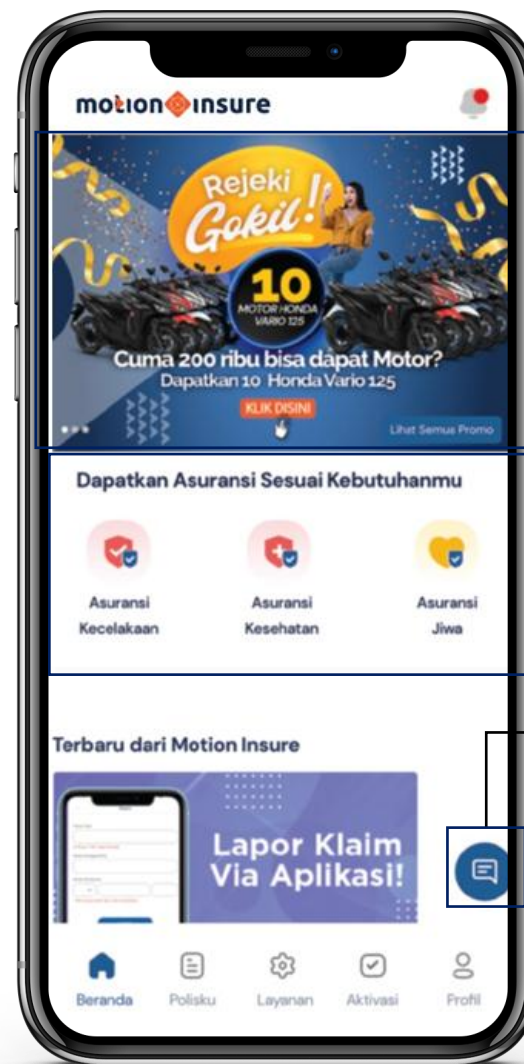 motion insure
Rejeki
Gokil!
10
MOTOR HONDA
VARIO 125
Cuma 200 ribu bisa dapat Motor?
Dapatkan 10 Honda Vario 125
KLIK DISINI
Lihat Semua Promo
Dapatkan Asuransi Sesuai Kebutuhanmu
Asuransi
Kecelakaan
Asuransi
Kesehatan
Asuransi
Jiwa
Terbaru dari Motion Insure
Lapor Klaim
Via Aplikasi!
Beranda
Polisku
Layanan
Aktivasi
Profil